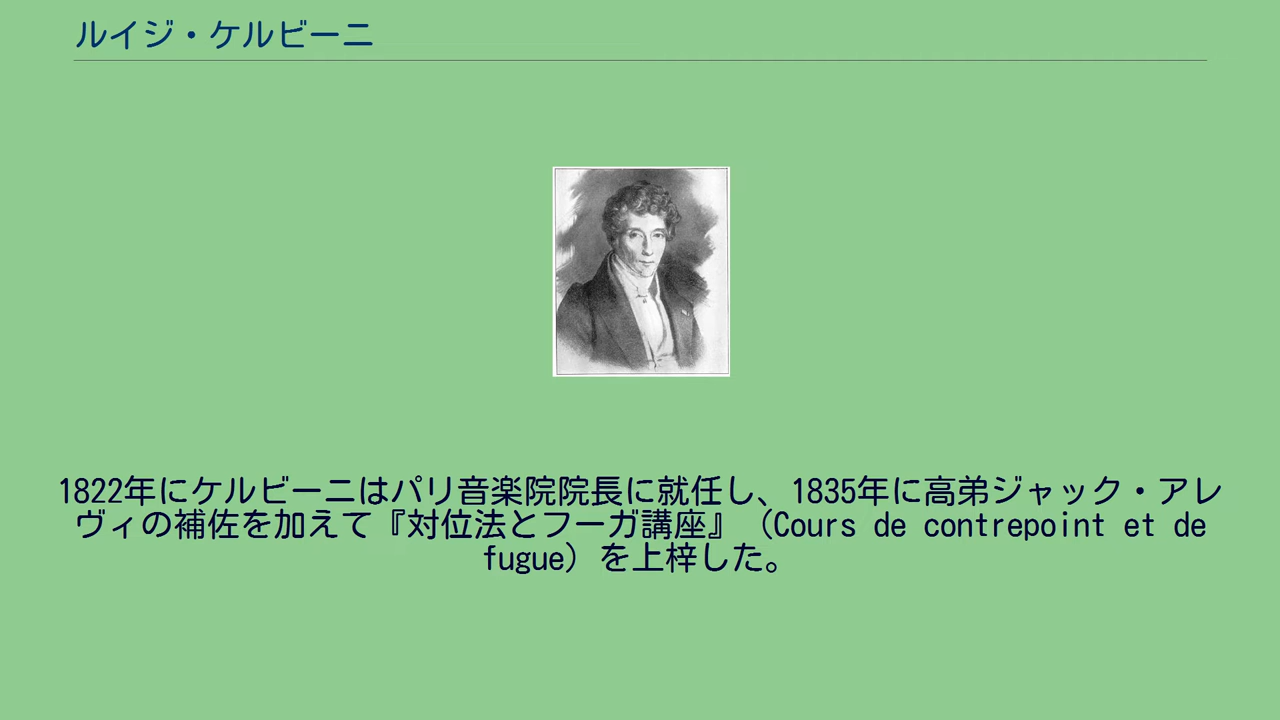 ルイジ・ケルビーニ
1822年にケルビーニはパリ音楽院院長に就任し、1835年に高弟ジャック・アレ
ヴィの補佐を加えて『対位法とフーガ講座』（Cours de contrepoint et de
fugue）を上梓した。